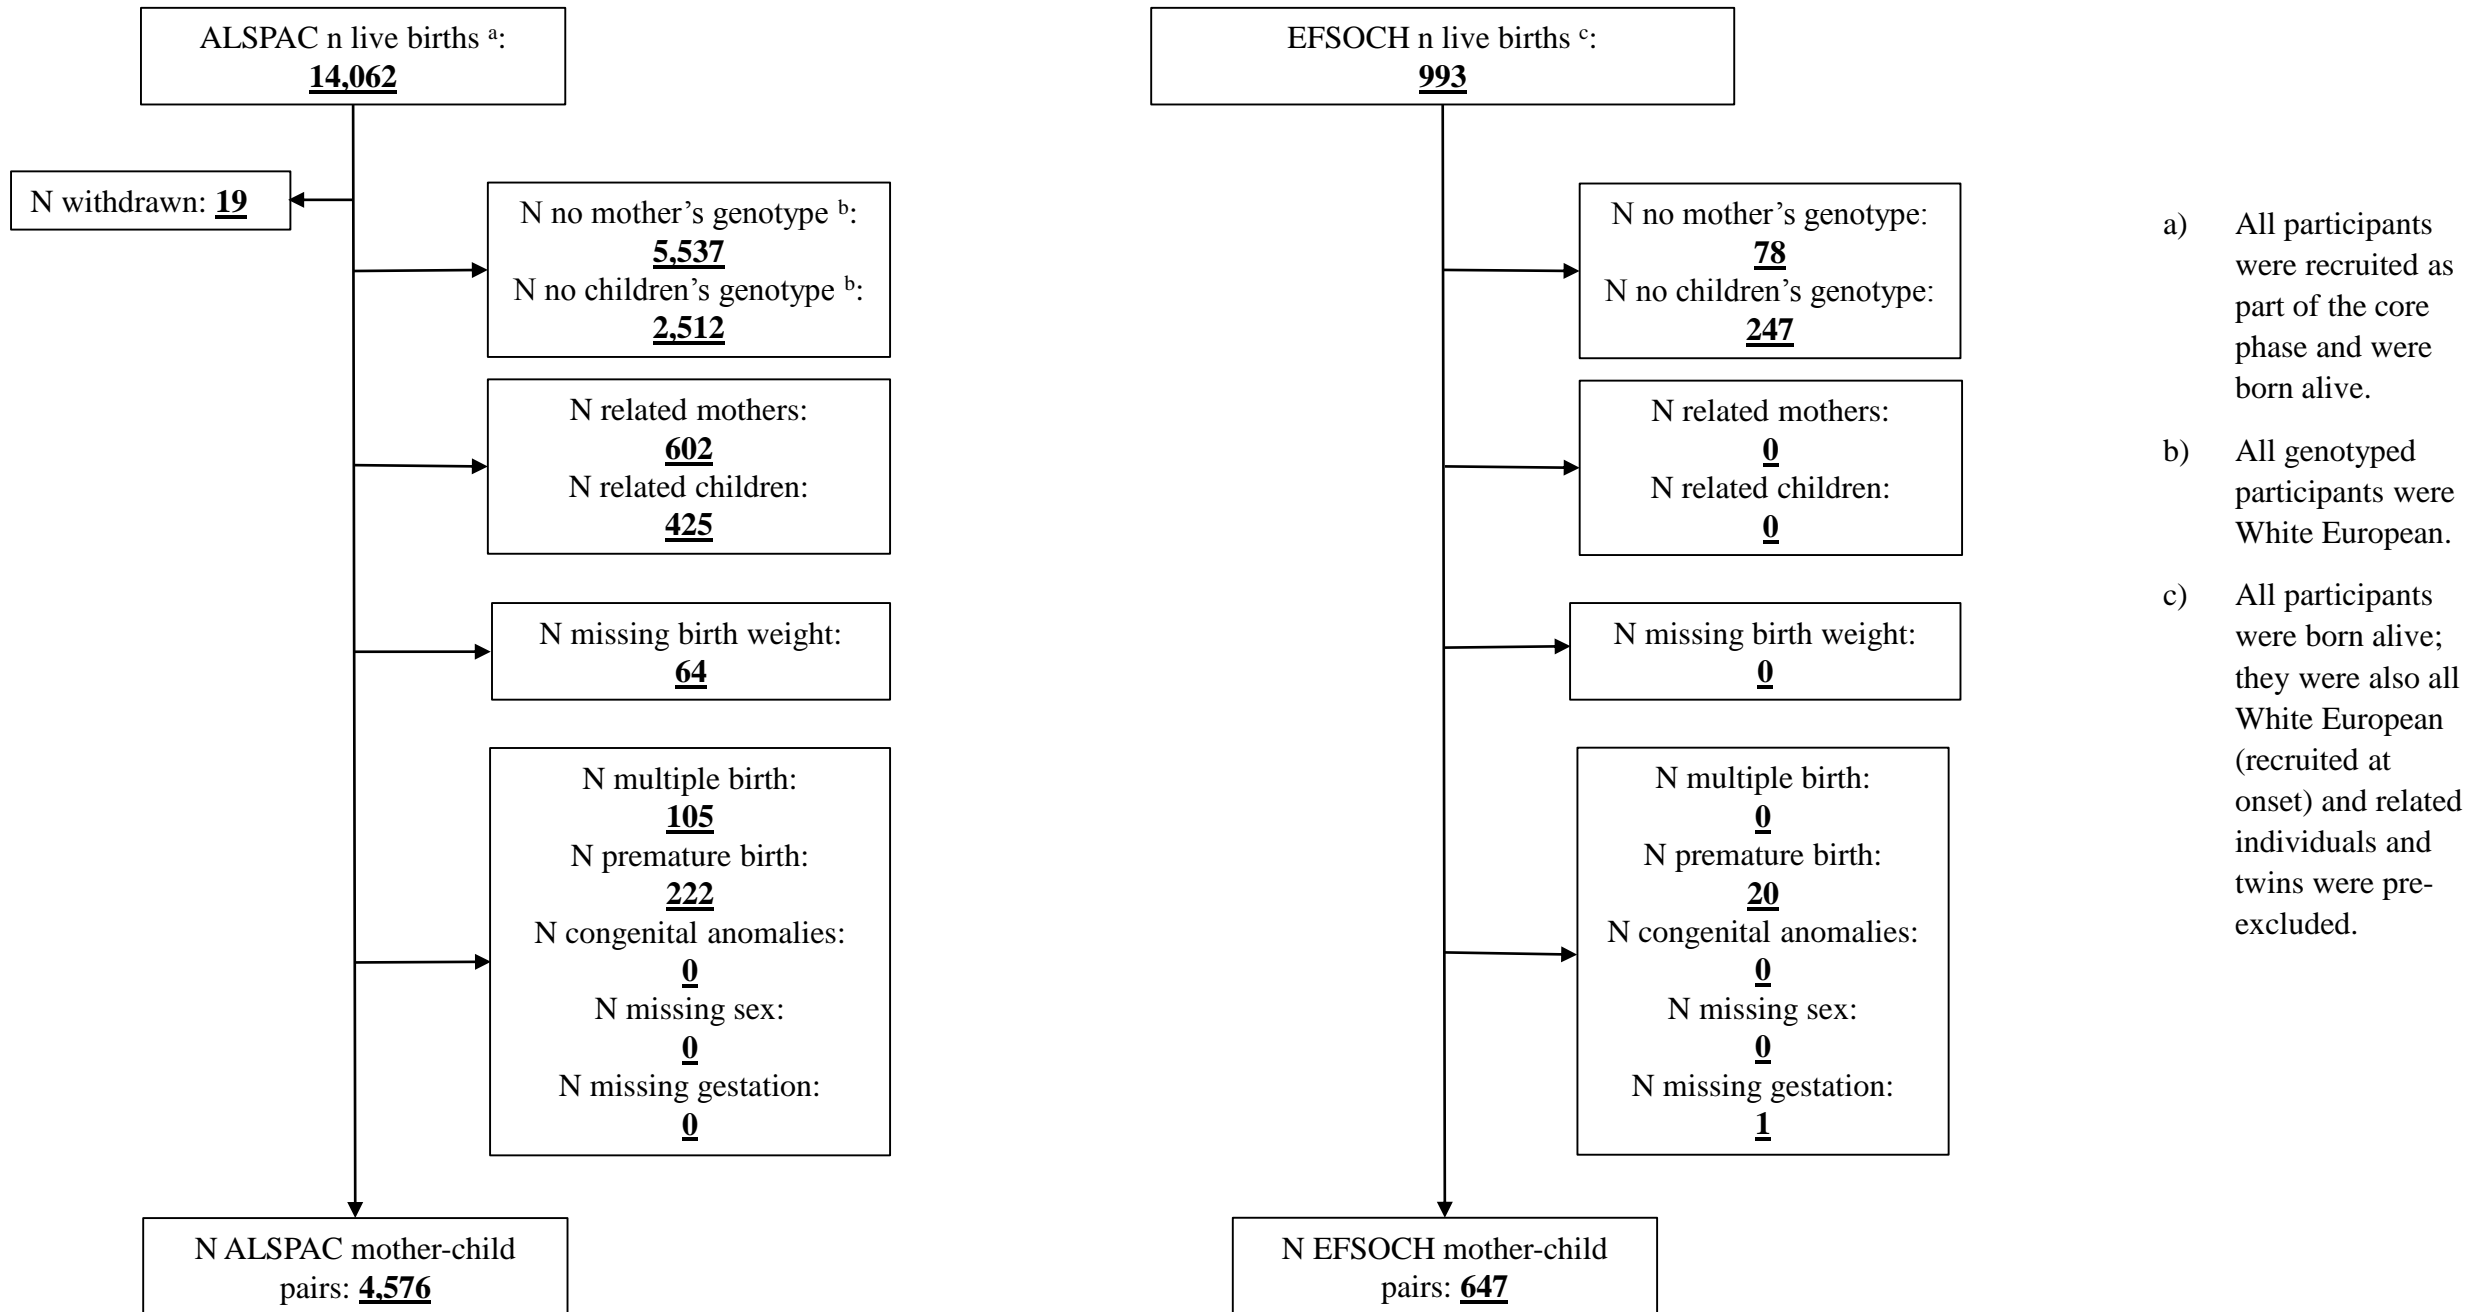 ALSPAC n live births a:
14,062
N withdrawn: 19
N no mother’s genotype b:
5,537
N no children’s genotype b:
2,512
N related mothers:
602
N related children:
425
N missing birth weight:
64
N multiple birth:
105
N premature birth:
222
N congenital anomalies:
0
N missing sex:
0
N missing gestation:
0
N ALSPAC mother-child
pairs: 4,576
EFSOCH n live births c:
993
N no mother’s genotype:
78
N no children’s genotype:
247
N related mothers:
0
N related children:
0
N missing birth weight:
0
N multiple birth:
0
N premature birth:
20
N congenital anomalies:
0
N missing sex:
0
N missing gestation:
1
N EFSOCH mother-child
pairs: 647
a) All participants
were recruited as
part of the core
phase and were
born alive.
b) All genotyped
participants were
White European.
c) All participants
were born alive;
they were also all
White European
(recruited at
onset) and related
individuals and
twins were pre-
excluded.